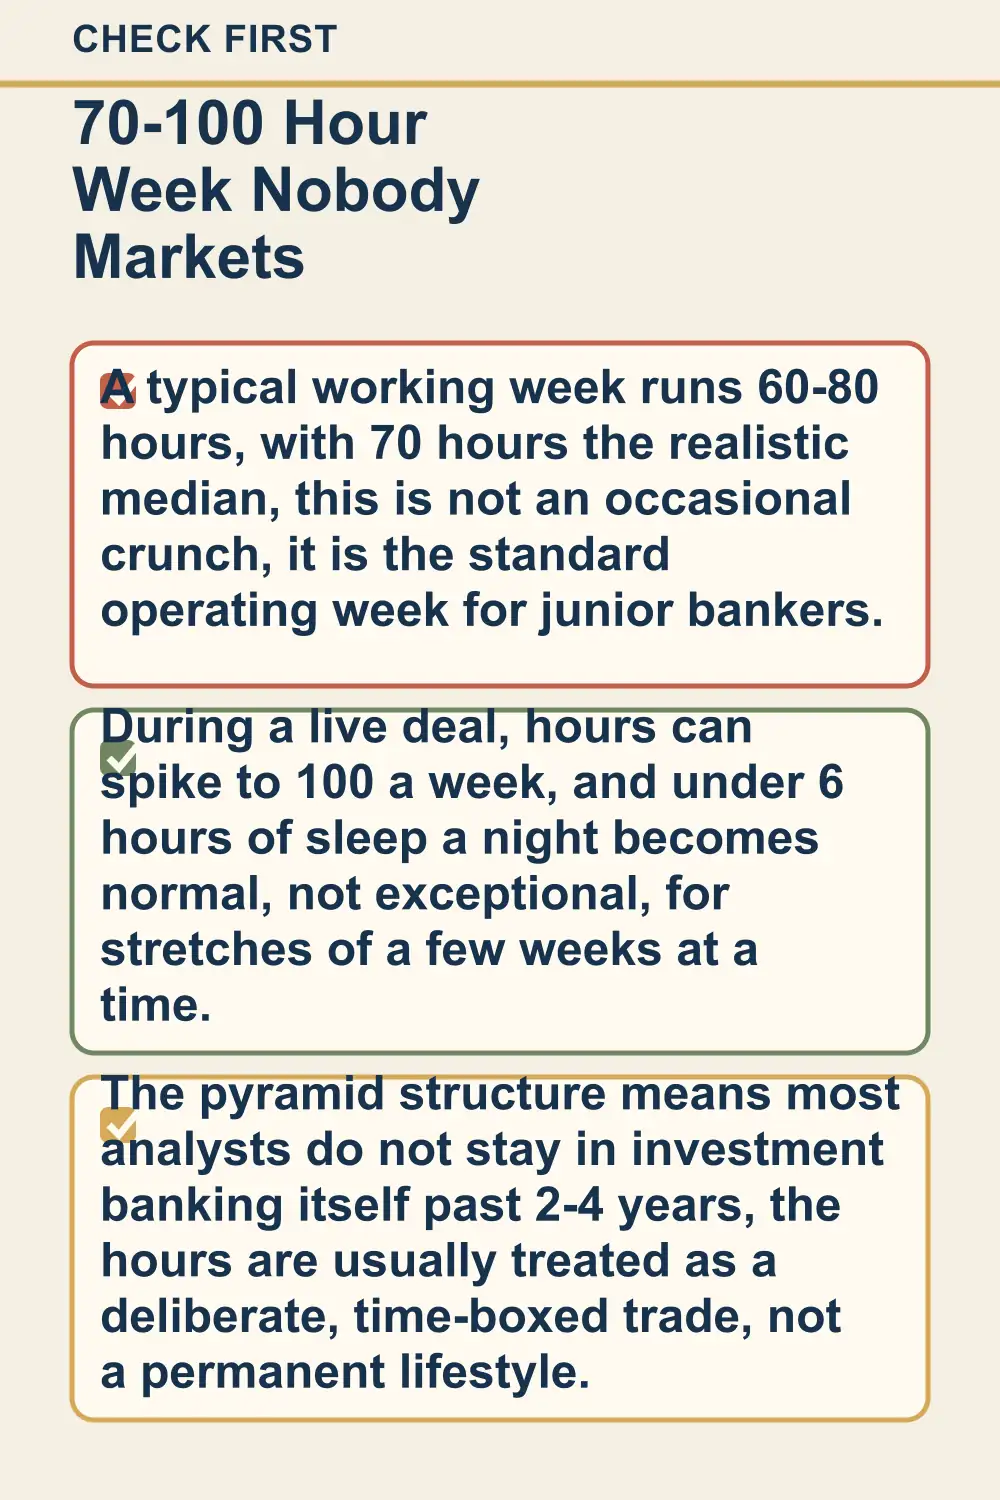 CHECK FIRST
70-100 Hour
Week Nobody
Markets
A typical working week runs 60-80
hours, with 70 hours the realistic
median, this is not an occasional
crunch, it is the standard
operating week for junior bankers.
During a live deal, hours can
spike to 100 a week, and under 6
hours of sleep a night becomes
normal, not exceptional, for
stretches of a few weeks at a
time.
The pyramid structure means most
analysts do not stay in investment
banking itself past 2-4 years, the
hours are usually treated as a
deliberate, time-boxed trade, not
a permanent lifestyle.